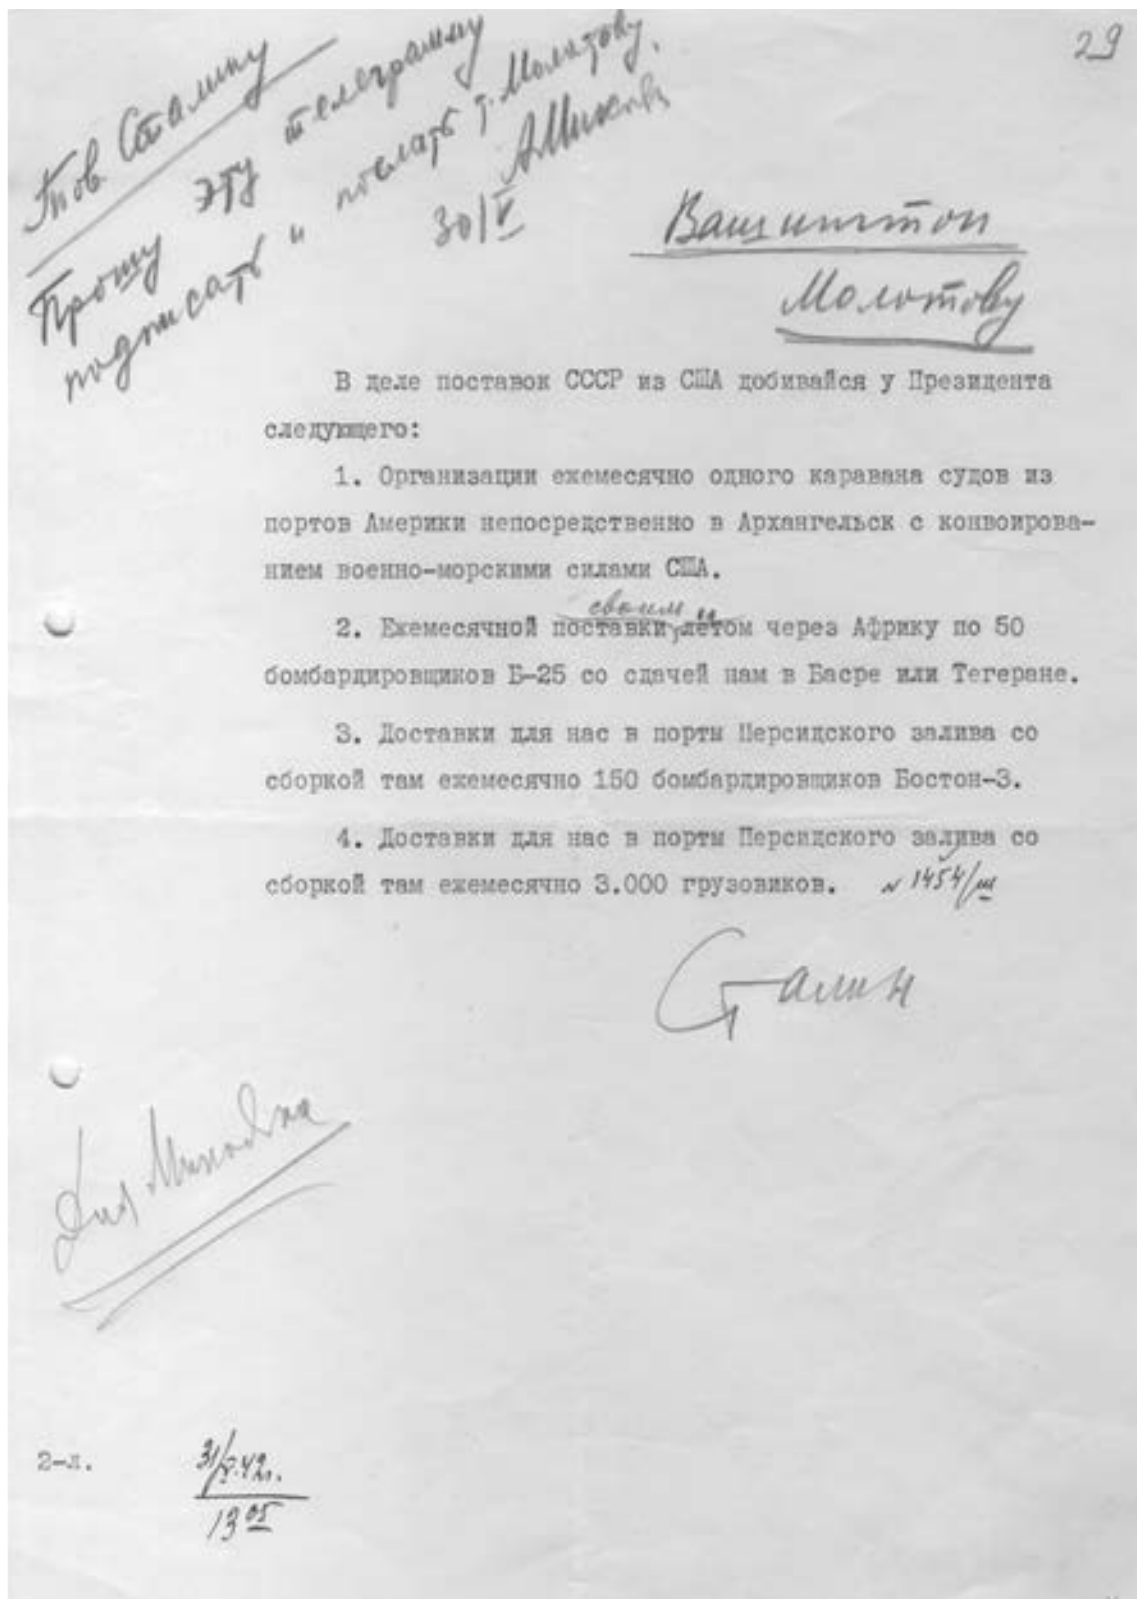 29
Тов. Сталину
Прошу эту телеграмму
подписать и послать т. Молотову.
А Микоян
30/V
Вашингтон
Молотову
В деле поставок СССР из США добивайся у Президента
следующего:
1. Организации ежемесячно одного каравана судов из
портов Америки непосредственно в Архангельск с конвоирова-
нием военно-морскими силами США.
своим
2. Ежемесячной поставки летом через Африку по 50
бомбардировщиков Б-25 со сдачей нам в Басре или Тегеране.
3. Доставки для нас в порты Персидского залива со
сборкой там ежемесячно 150 бомбардировщиков Бостон-3.
4. Доставки для нас в порты Персидского залива со
сборкой там ежемесячно 3.000 грузовиков. № 1454/ш
Сталин
Для Микояна
2-л.
31/V.42г.
13 05